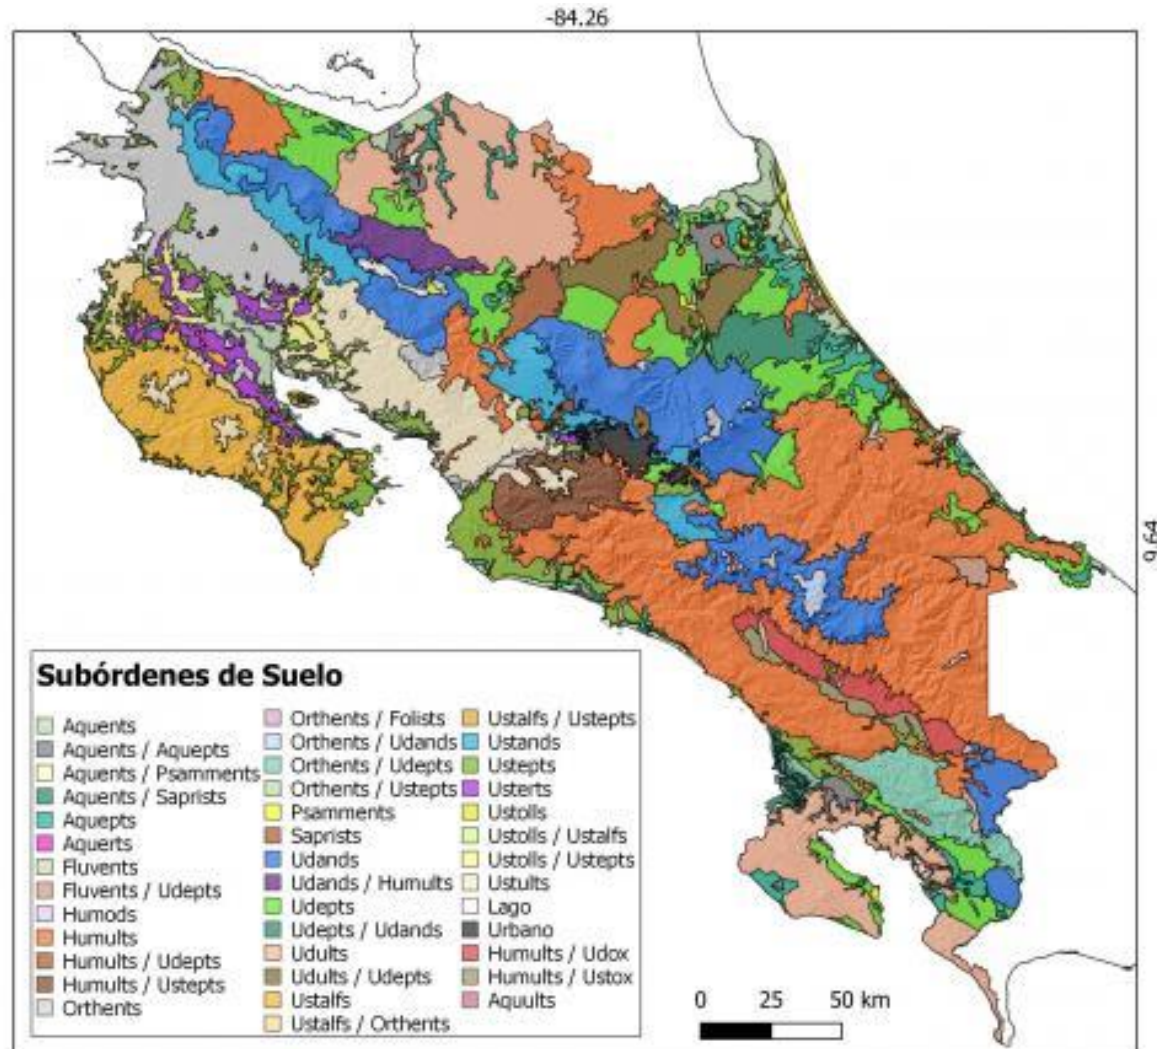 -84.26
9.64
Subórdenes de Suelo
Aquents
Aquents / Aquepts
Aquents / Psamments
Aquents / Saprists
Aquepts
Aquerts
Fluvents
Fluvents / Udepts
Humods
Humults
Humults / Udepts
Humults / Ustepts
Orthents
Orthents / Folists
Orthents / Udands
Orthents / Udepts
Orthents / Ustepts
Psamments
Saprists
Udands
Udands / Humults
Udepts
Udepts / Udands
Udults
Udults / Udepts
Ustalfs
Ustalfs / Orthents
Ustalfs / Ustepts
Ustands
Ustepts
Usterts
Ustolls
Ustolls / Ustalfs
Ustolls / Ustepts
Ustults
Lago
Urbano
Humults / Udox
Humults / Ustox
Aquults
0 25 50 km